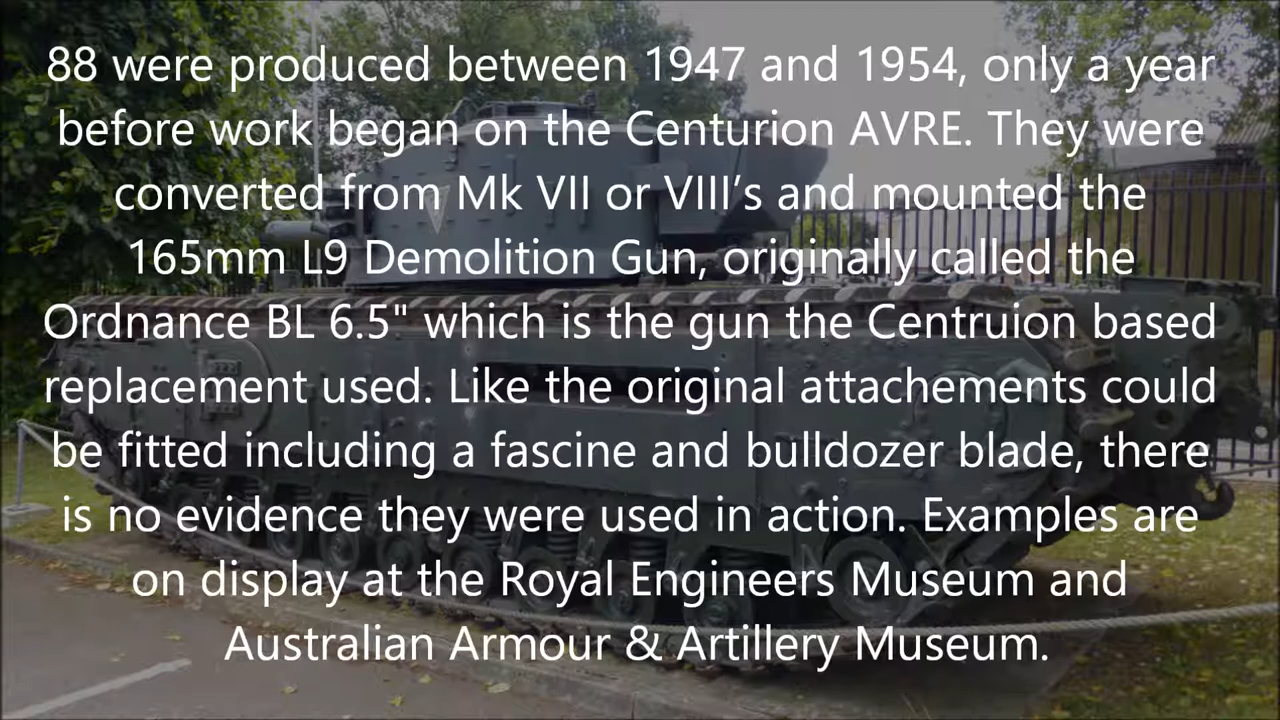 88 were produced between 1947 and 1954, only a year
before work began on the Centurion AVRE. They were
converted from Mk VII or VIII’s and mounted the
165mm L9 Demolition Gun, originally called the
Ordnance BL 6.5" which is the gun the Centruion based
replacement used. Like the original attachements could
be fitted including a fascine and bulldozer blade, there
is no evidence they were used in action. Examples are
on display at the Royal Engineers Museum and
Australian Armour & Artillery Museum.